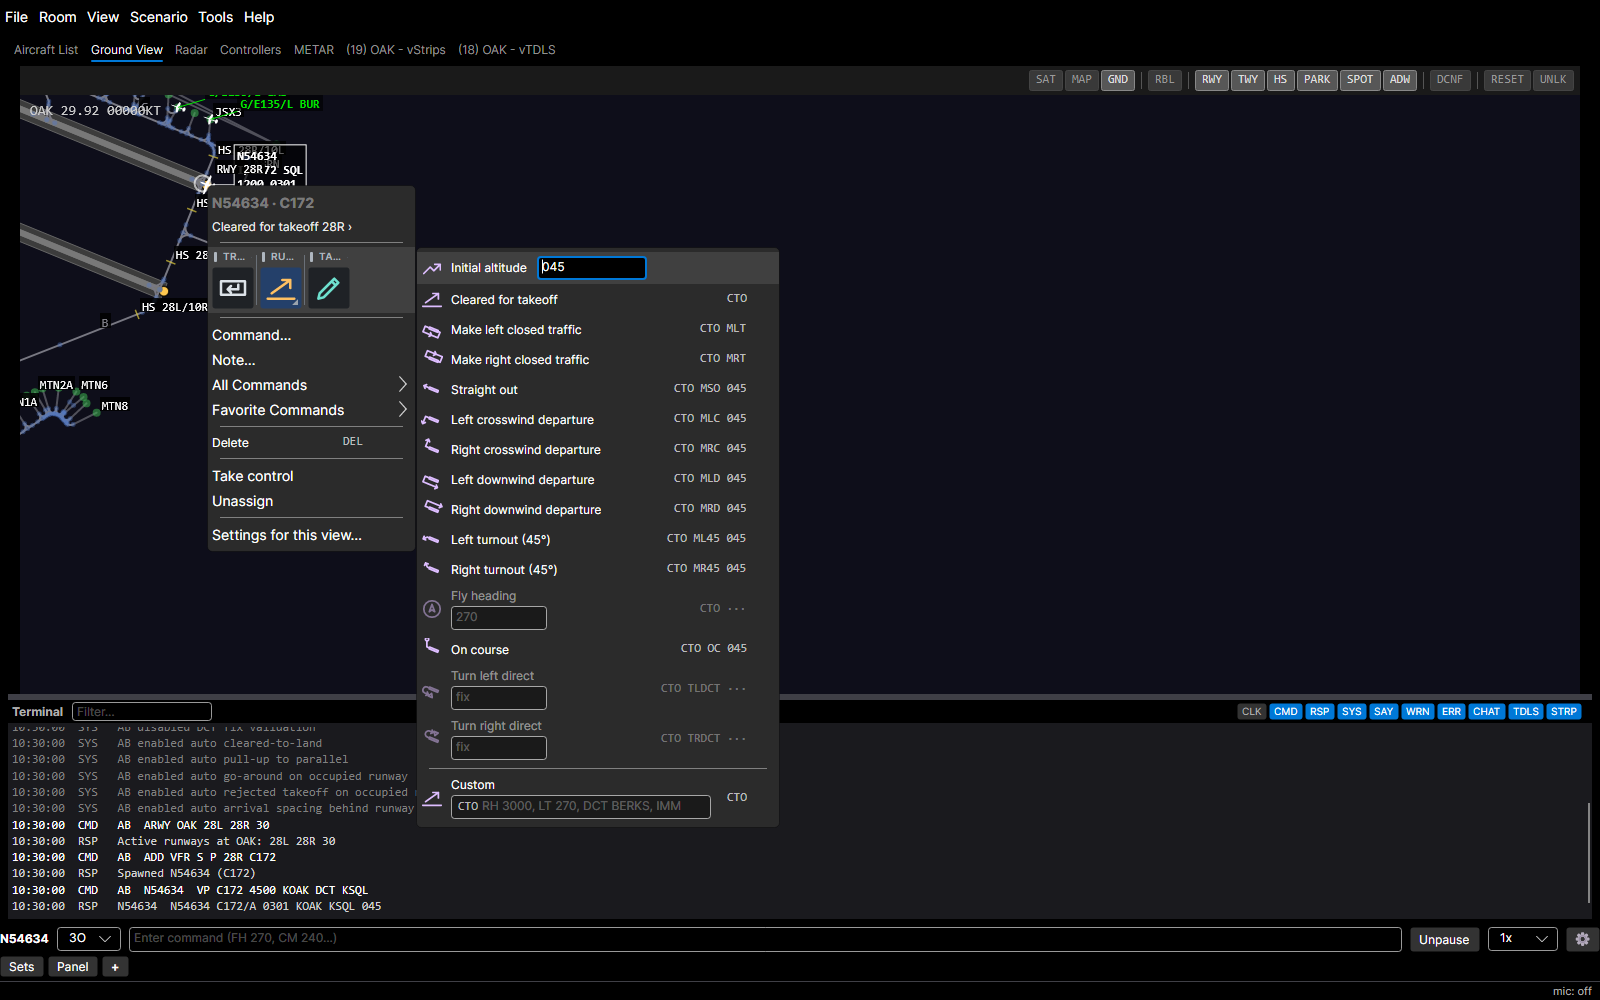 File Room View Scenario Tools Help
Aircraft List Ground View Radar Controllers METAR (19) OAK - vStrips (18) OAK - vTDLS
SAT MAP GND RBL RWY TWY HS PARK SPOT ADW DCNF RESET UNLK
OAK 29.92 00000KT
G/E135/L BUR
JSX3
HS 28R/10L
N54634
RWY 28R 72 SQL
1200 0301
HS
HS 28
HS 28L/10R
B
MTN2A MTN6
N1A
MTN8
N54634 · C172
Cleared for takeoff 28R ›
TR... RU... TA...
Command...
Note...
All Commands
Favorite Commands
Delete DEL
Take control
Unassign
Settings for this view...
Initial altitude 045
Cleared for takeoff CTO
Make left closed traffic CTO MLT
Make right closed traffic CTO MRT
Straight out CTO MSO 045
Left crosswind departure CTO MLC 045
Right crosswind departure CTO MRC 045
Left downwind departure CTO MLD 045
Right downwind departure CTO MRD 045
Left turnout (45°) CTO ML45 045
Right turnout (45°) CTO MR45 045
Fly heading
270 CTO ···
On course CTO OC 045
Turn left direct
fix CTO TLDCT ···
Turn right direct
fix CTO TRDCT ···
Custom
CTO RH 3000, LT 270, DCT BERKS, IMM CTO
Terminal Filter... CLK CMD RSP SYS SAY WRN ERR CHAT TDLS STRP
10:30:00 SYS AB disabled DCT fix validation
10:30:00 SYS AB enabled auto cleared-to-land
10:30:00 SYS AB enabled auto pull-up to parallel
10:30:00 SYS AB enabled auto go-around on occupied runway
10:30:00 SYS AB enabled auto rejected takeoff on occupied
10:30:00 SYS AB enabled auto arrival spacing behind runway
10:30:00 CMD AB ARWY OAK 28L 28R 30
10:30:00 RSP Active runways at OAK: 28L 28R 30
10:30:00 CMD AB ADD VFR S P 28R C172
10:30:00 RSP Spawned N54634 (C172)
10:30:00 CMD AB N54634 VP C172 4500 KOAK DCT KSQL
10:30:00 RSP N54634 N54634 C172/A 0301 KOAK KSQL 045
N54634 3O Enter command (FH 270, CM 240...) Unpause 1x
Sets Panel +
mic: off